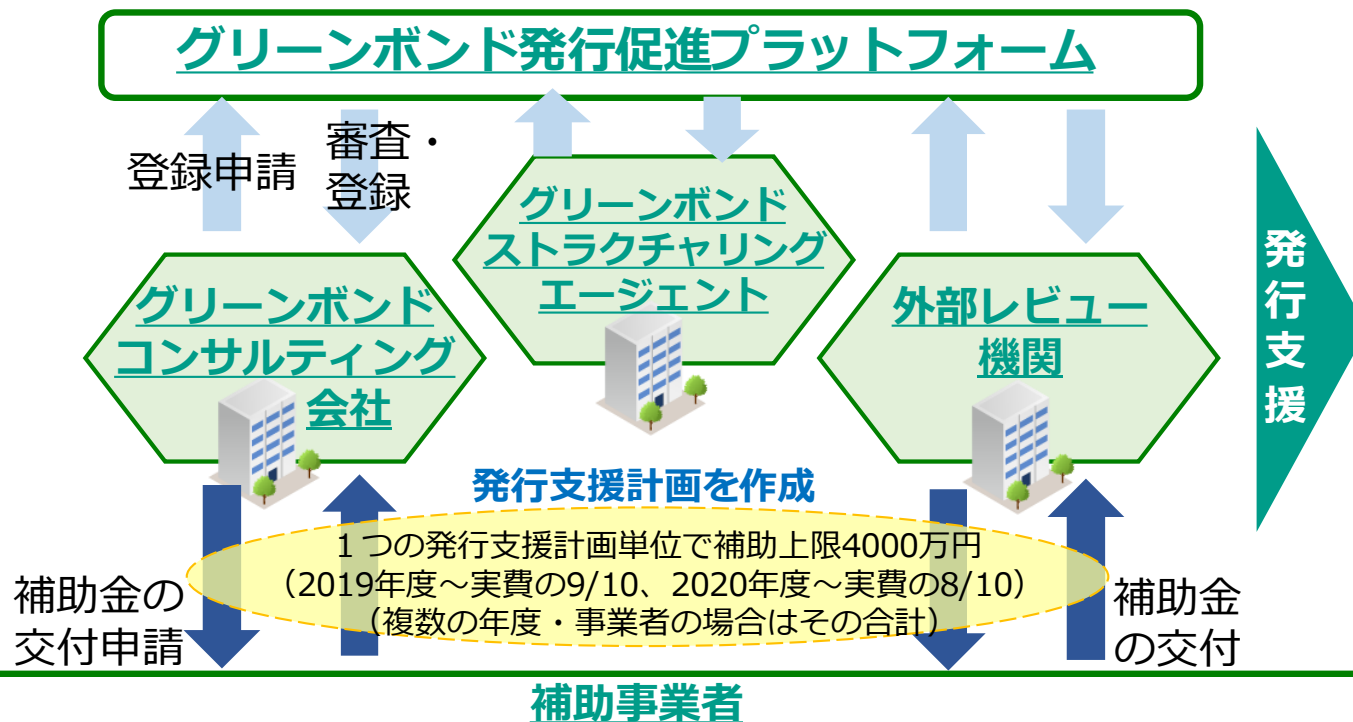 グリーンボンド発行促進プラットフォーム
登録申請
審査・
登録
グリーンボンド
ストラクチャリング
エージェント
グリーンボンド
コンサルティング
会社
外部レビュー
機関
発行支援
発行支援計画を作成
１つの発行支援計画単位で補助上限4000万円
（2019年度～実費の9/10、2020年度～実費の8/10）
（複数の年度・事業者の場合はその合計）
補助金の
交付申請
補助金
の交付
補助事業者